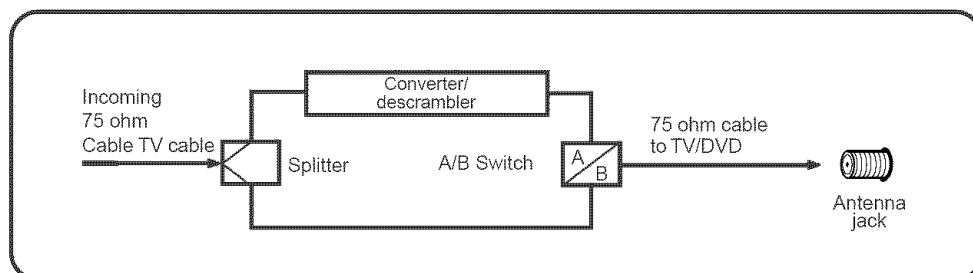 Incoming
75 ohm
Cable TV cable
Splitter
Converter/
descrambler
A/B Switch
A
B
75 ohm cable
to TV/DVD
Antenna
jack